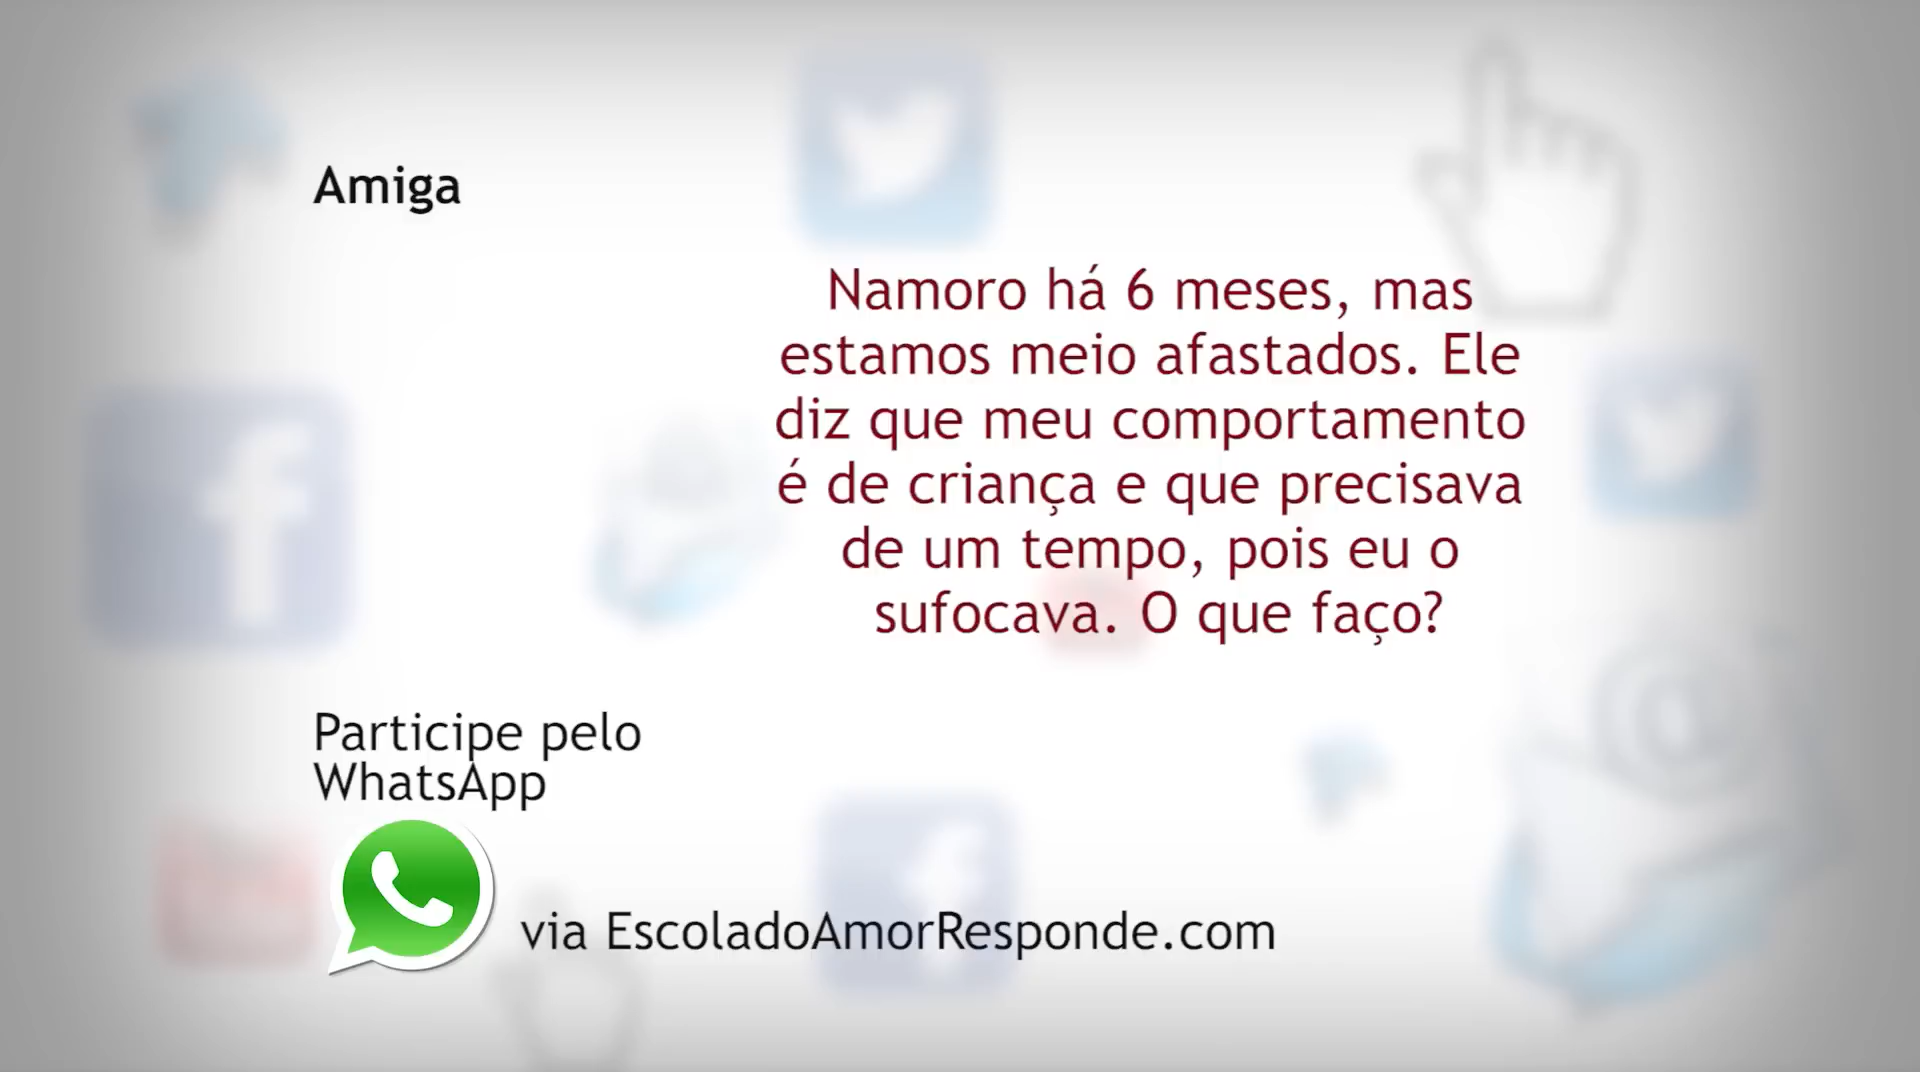 Amiga
Namoro há 6 meses, mas
estamos meio afastados. Ele
diz que meu comportamento
é de criança e que precisava
de um tempo, pois eu o
sufocava. O que faço?
Participe pelo
WhatsApp
via EscoladoAmorResponde.com